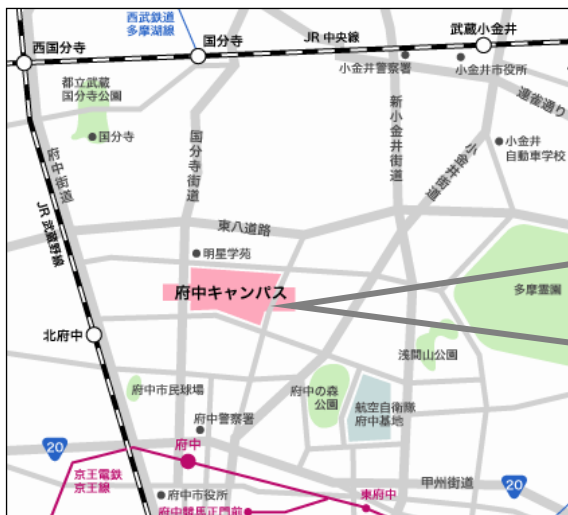 西武鉄道
多摩湖線
西国分寺
国分寺
JR 中央線
武蔵小金井
小金井警察署
小金井市役所
都立武蔵
国分寺公園
連雀通り
国分寺
府中街道
国分寺街道
新小金井街道
小金井街道
小金井
自動車学校
JR 武蔵野線
東八道路
明星学苑
府中キャンパス
多摩霊園
北府中
浅間山公園
府中市民球場
府中の森
公園
航空自衛隊
府中基地
府中警察署
20
府中
京王電鉄
京王線
甲州街道
20
府中市役所
東府中
府中競馬正門前